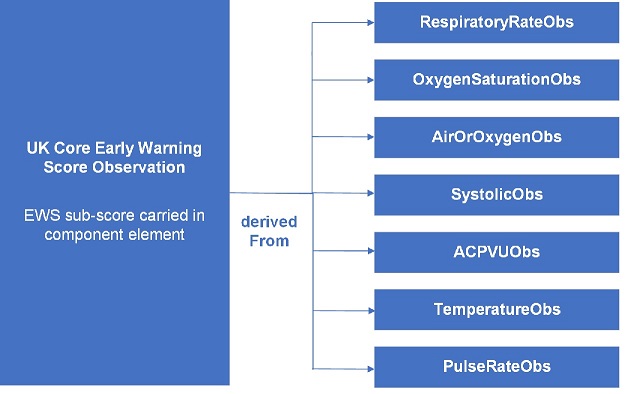 UK Core Early Warning
Score Observation
EWS sub-score carried in
component element
derived
From
RespiratoryRateObs
OxygenSaturationObs
AirOrOxygenObs
SystolicObs
ACPVUObs
TemperatureObs
PulseRateObs